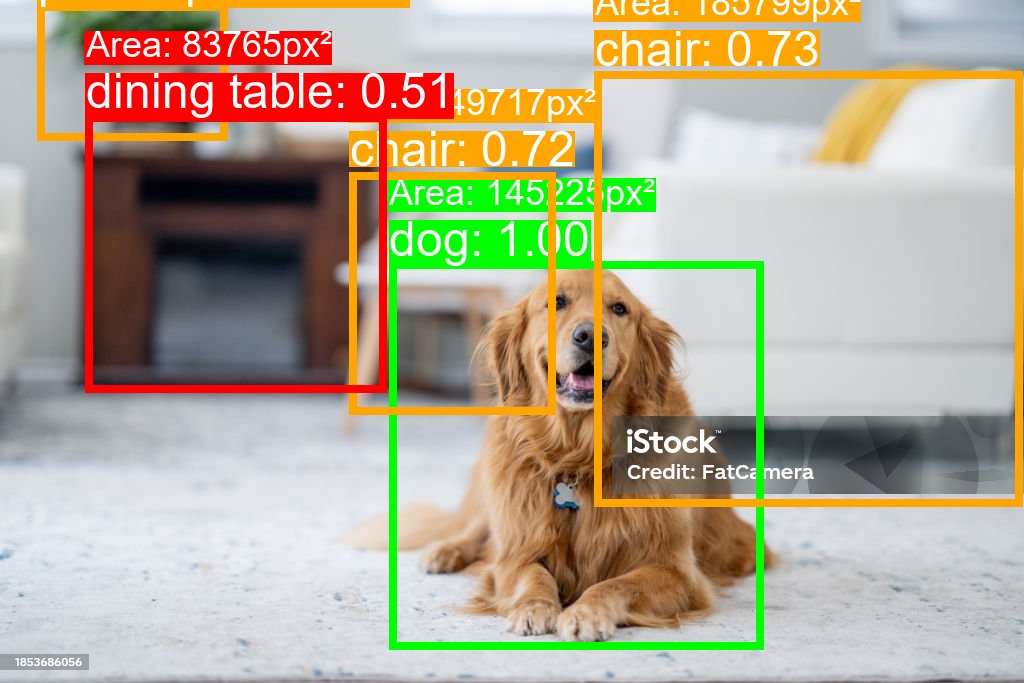 Area: 185799px²
chair: 0.73
Area: 83765px²
dining table: 0.51
49717px²
chair: 0.72
Area: 145225px²
dog: 1.00
iStock™
Credit: FatCamera
1853686056